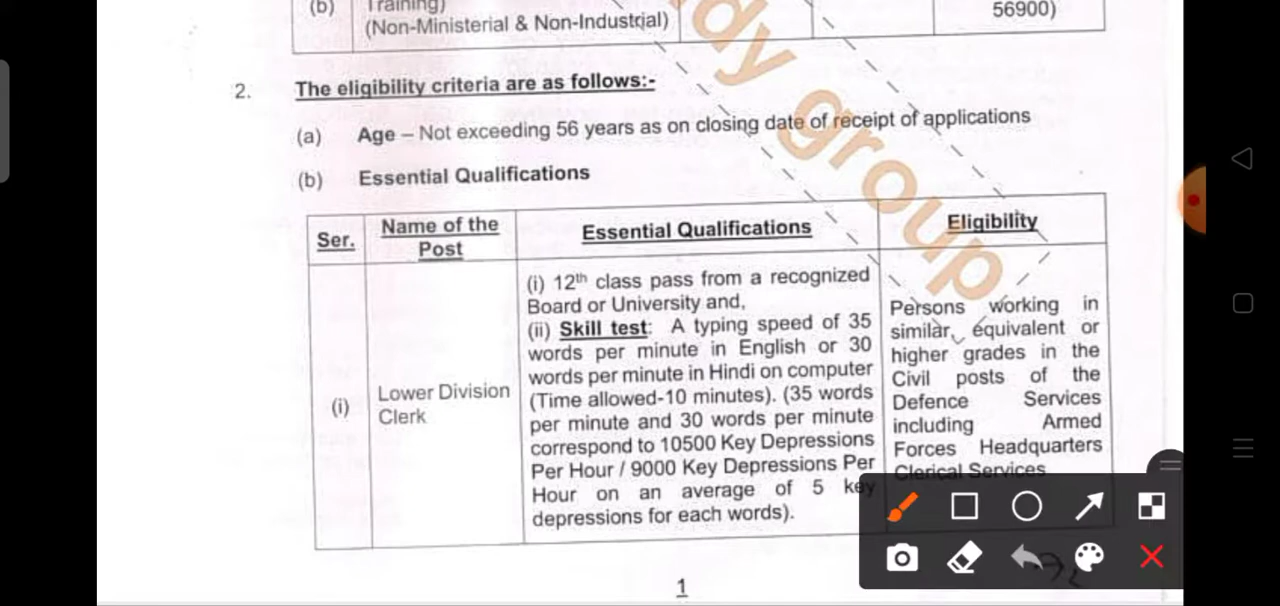 (b)
Training)
(Non-Ministerial & Non-Industrial)
56900)
2. The eligibility criteria are as follows:-
(a) Age – Not exceeding 56 years as on closing date of receipt of applications
(b) Essential Qualifications
Ser.
Name of the
Post
Essential Qualifications
Eligibility
(i)
Lower Division
Clerk
(i) 12th class pass from a recognized
Board or University and,
(ii) Skill test: A typing speed of 35
words per minute in English or 30
words per minute in Hindi on computer
(Time allowed-10 minutes). (35 words
per minute and 30 words per minute
correspond to 10500 Key Depressions
Per Hour / 9000 Key Depressions Per
Hour on an average of 5 key
depressions for each words).
Persons working in
similar, equivalent or
higher grades in the
Civil posts of the
Defence Services
including Armed
Forces Headquarters
Clerical Services
group
1